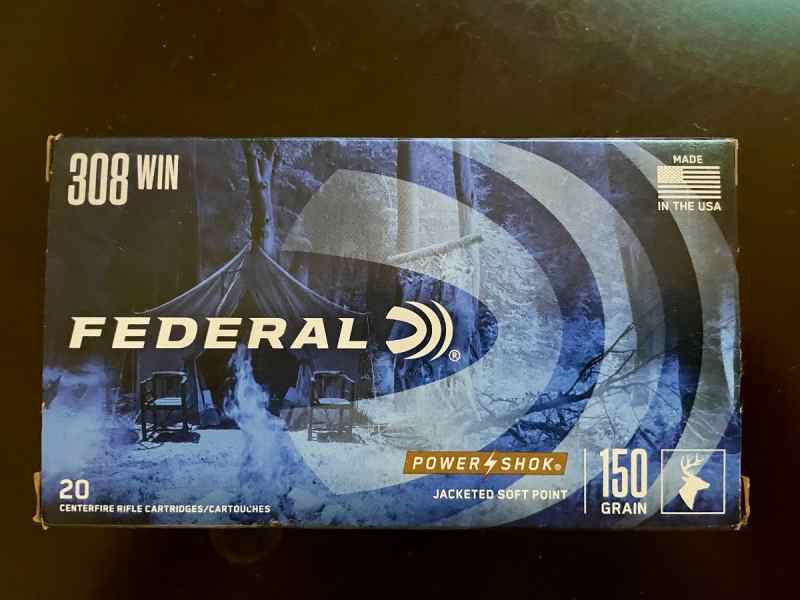 308 WIN
MADE
IN THE USA
FEDERAL ®
POWER SHOK®
JACKETED SOFT POINT
150
GRAIN
20
CENTERFIRE RIFLE CARTRIDGES/CARTOUCHES